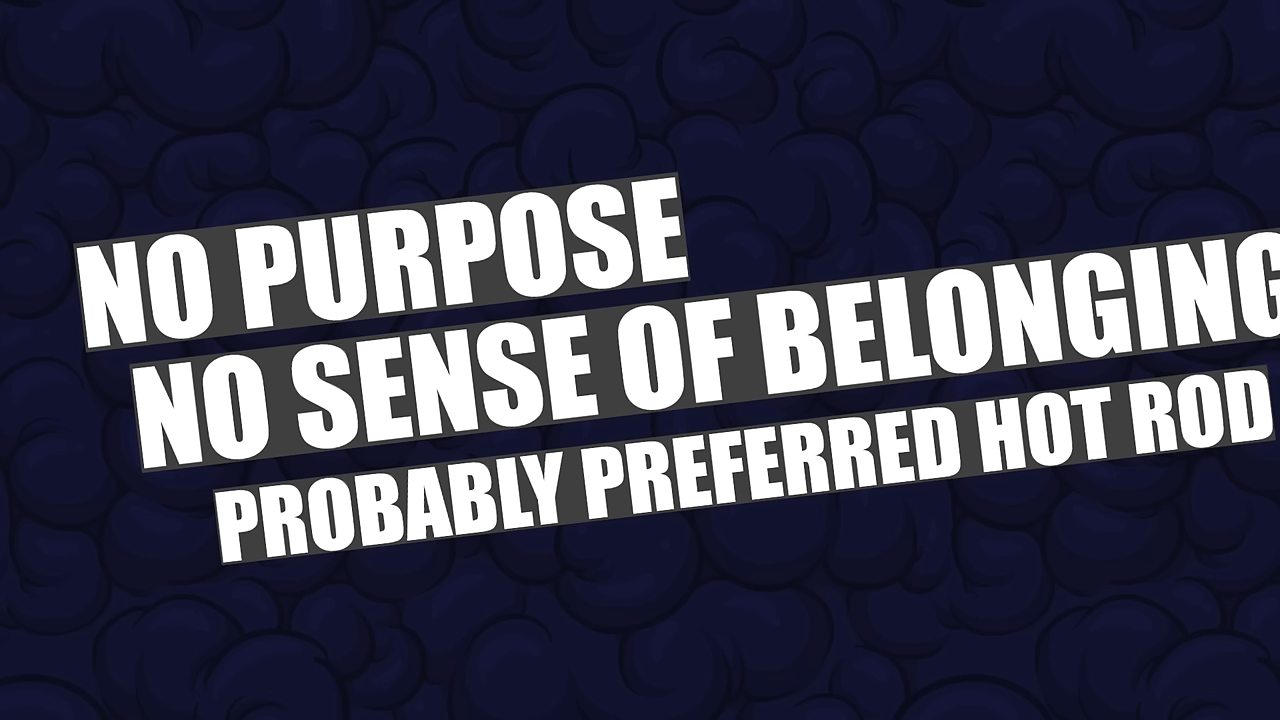 NO PURPOSE
NO SENSE OF BELONGING
PROBABLY PREFERRED HOT ROD